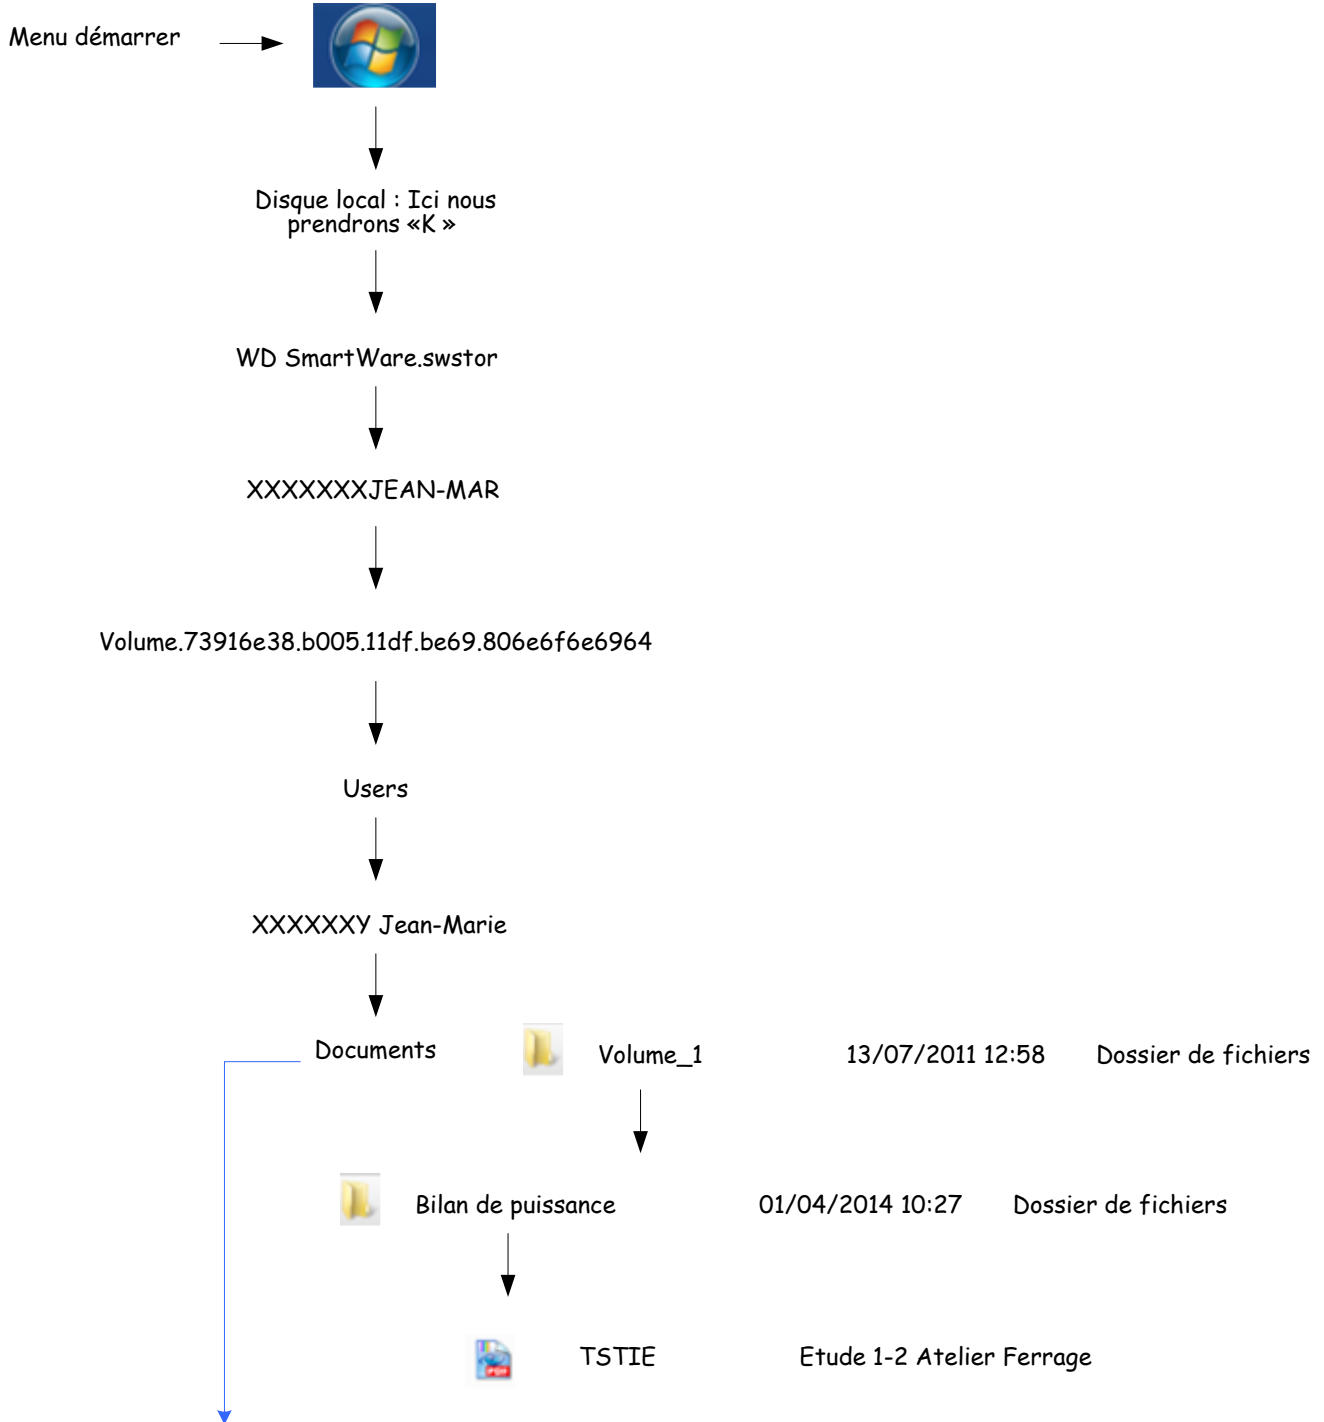 Menu démarrer
Disque local : Ici nous
prendrons «K »
WD SmartWare.swstor
XXXXXXXJEAN-MAR
Volume.73916e38.b005.11df.be69.806e6f6e6964
Users
XXXXXXY Jean-Marie
Documents Volume_1 13/07/2011 12:58 Dossier de fichiers
Bilan de puissance 01/04/2014 10:27 Dossier de fichiers
TSTIE Etude 1-2 Atelier Ferrage